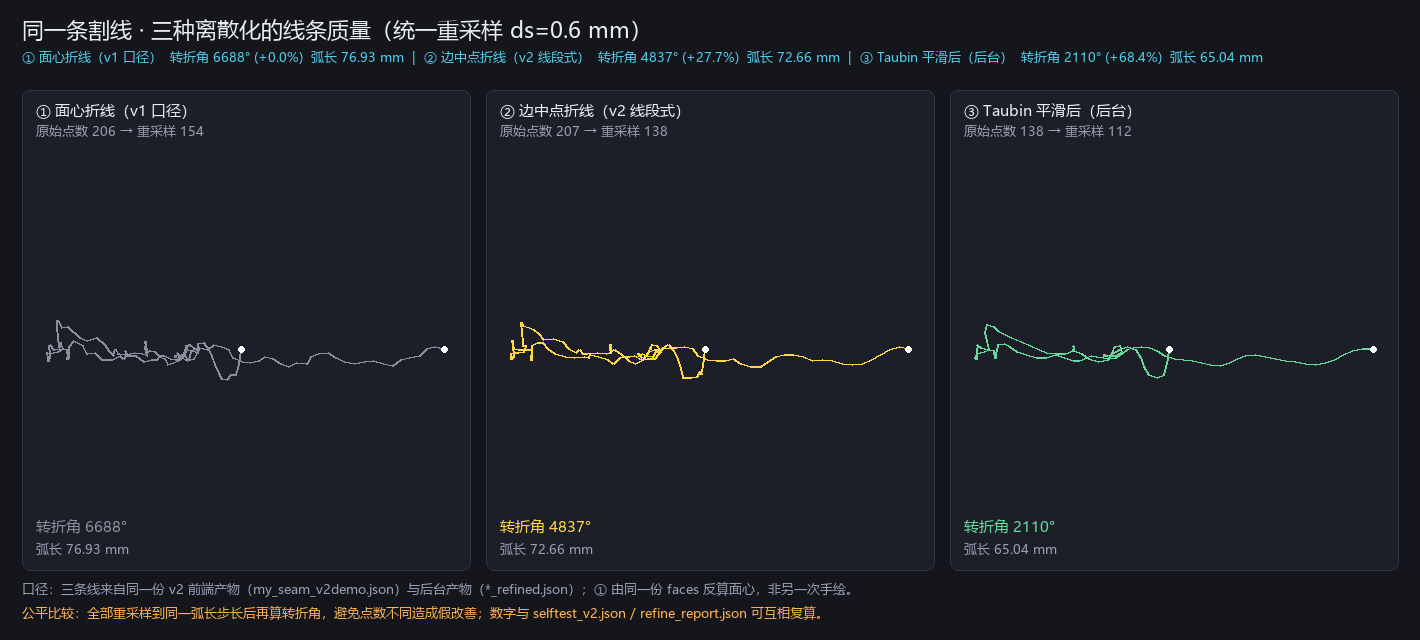 同一条割线 · 三种离散化的线条质量（统一重采样 ds=0.6 mm）
① 面心折线（v1 口径） 转折角 6688° (+0.0%) 弧长 76.93 mm | ② 边中点折线（v2 线段式） 转折角 4837° (+27.7%) 弧长 72.66 mm | ③ Taubin 平滑后（后台） 转折角 2110° (+68.4%) 弧长 65.04 mm
① 面心折线（v1 口径）
原始点数 206 → 重采样 154
转折角 6688°
弧长 76.93 mm
② 边中点折线（v2 线段式）
原始点数 207 → 重采样 138
转折角 4837°
弧长 72.66 mm
③ Taubin 平滑后（后台）
原始点数 138 → 重采样 112
转折角 2110°
弧长 65.04 mm
口径：三条线来自同一份 v2 前端产物（my_seam_v2demo.json）与后台产物（*_refined.json）；① 由同一份 faces 反算面心，非另一次手绘。
公平比较：全部重采样到同一弧长步长后再算转折角，避免点数不同造成假改善；数字与 selftest_v2.json / refine_report.json 可互相复算。